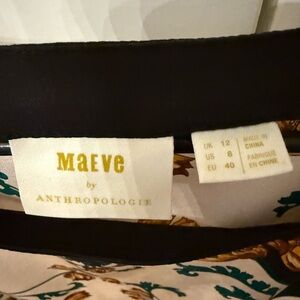 MAEVE
by
ANTHROPOLOGIE
UK 12
US 8
EU 40
MADE IN
CHINA
FABRIQUÉ
EN CHINE